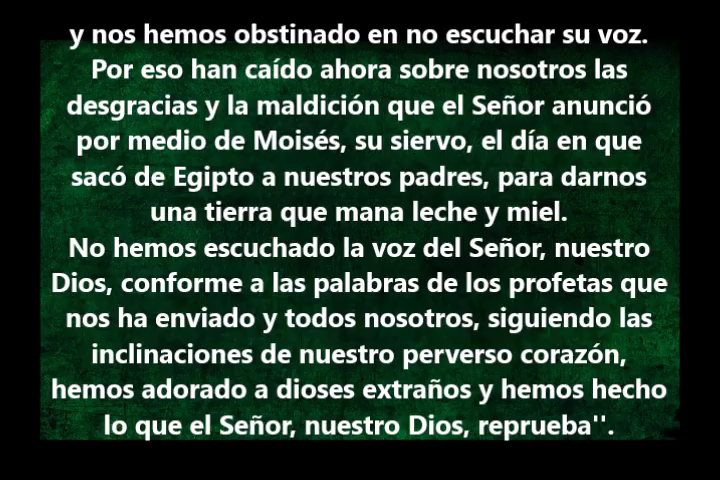 y nos hemos obstinado en no escuchar su voz.
Por eso han caído ahora sobre nosotros las
desgracias y la maldición que el Señor anunció
por medio de Moisés, su siervo, el día en que
sacó de Egipto a nuestros padres, para darnos
una tierra que mana leche y miel.
No hemos escuchado la voz del Señor, nuestro
Dios, conforme a las palabras de los profetas que
nos ha enviado y todos nosotros, siguiendo las
inclinaciones de nuestro perverso corazón,
hemos adorado a dioses extraños y hemos hecho
lo que el Señor, nuestro Dios, reprueba''.